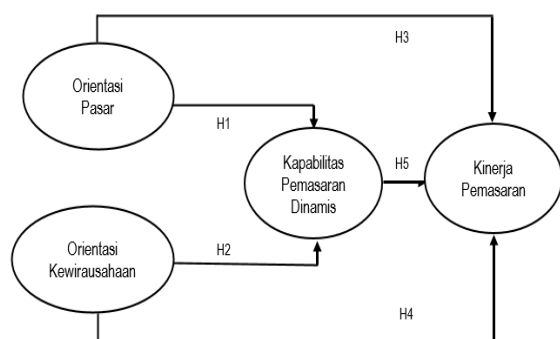 H3
Orientasi
Pasar
H1
Kapabilitas
Pemasaran
Dinamis
H5
Kinerja
Pemasaran
Orientasi
Kewirausahaan
H2
H4